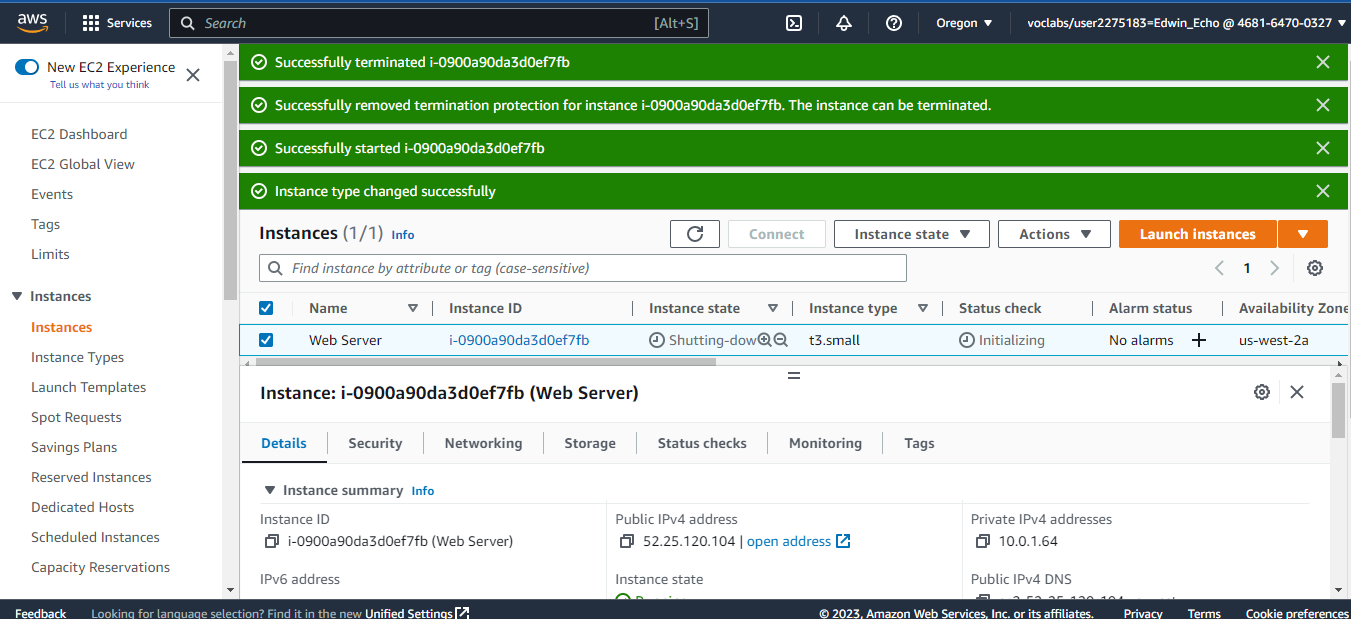 aws Services Search [Alt+S] Oregon voclabs/user2275183=Edwin_Echo @ 4681-6470-0327
New EC2 Experience
Tell us what you think
EC2 Dashboard
EC2 Global View
Events
Tags
Limits
Instances
Instances
Instance Types
Launch Templates
Spot Requests
Savings Plans
Reserved Instances
Dedicated Hosts
Scheduled Instances
Capacity Reservations
Successfully terminated i-0900a90da3d0ef7fb
Successfully removed termination protection for instance i-0900a90da3d0ef7fb. The instance can be terminated.
Successfully started i-0900a90da3d0ef7fb
Instance type changed successfully
Instances (1/1) Info Connect Instance state Actions Launch instances
Find instance by attribute or tag (case-sensitive) 1
Name Instance ID Instance state Instance type Status check Alarm status Availability Zone
Web Server i-0900a90da3d0ef7fb Shutting-dow t3.small Initializing No alarms us-west-2a
Instance: i-0900a90da3d0ef7fb (Web Server)
Details Security Networking Storage Status checks Monitoring Tags
Instance summary Info
Instance ID Public IPv4 address Private IPv4 addresses
i-0900a90da3d0ef7fb (Web Server) 52.25.120.104 | open address 10.0.1.64
IPv6 address Instance state Public IPv4 DNS
Feedback Looking for language selection? Find it in the new Unified Settings © 2023, Amazon Web Services, Inc. or its affiliates. Privacy Terms Cookie preferences